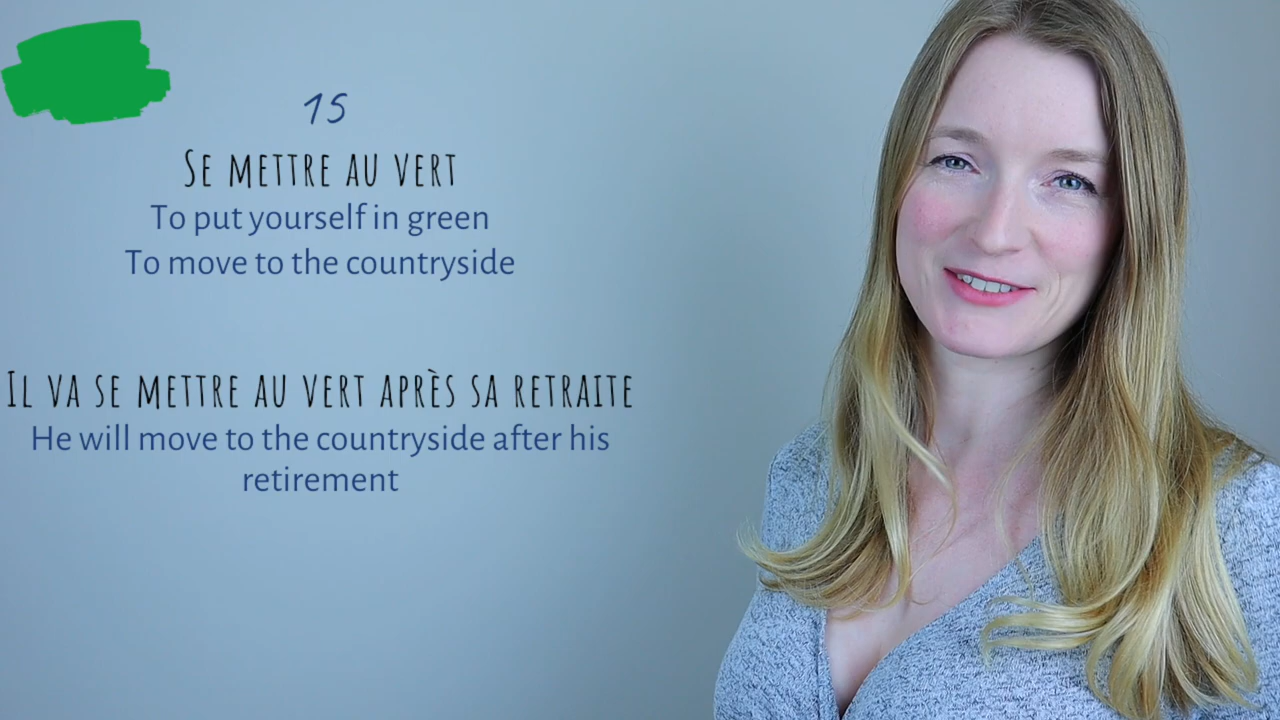 15
Se mettre au vert
To put yourself in green
To move to the countryside
Il va se mettre au vert après sa retraite
He will move to the countryside after his
retirement